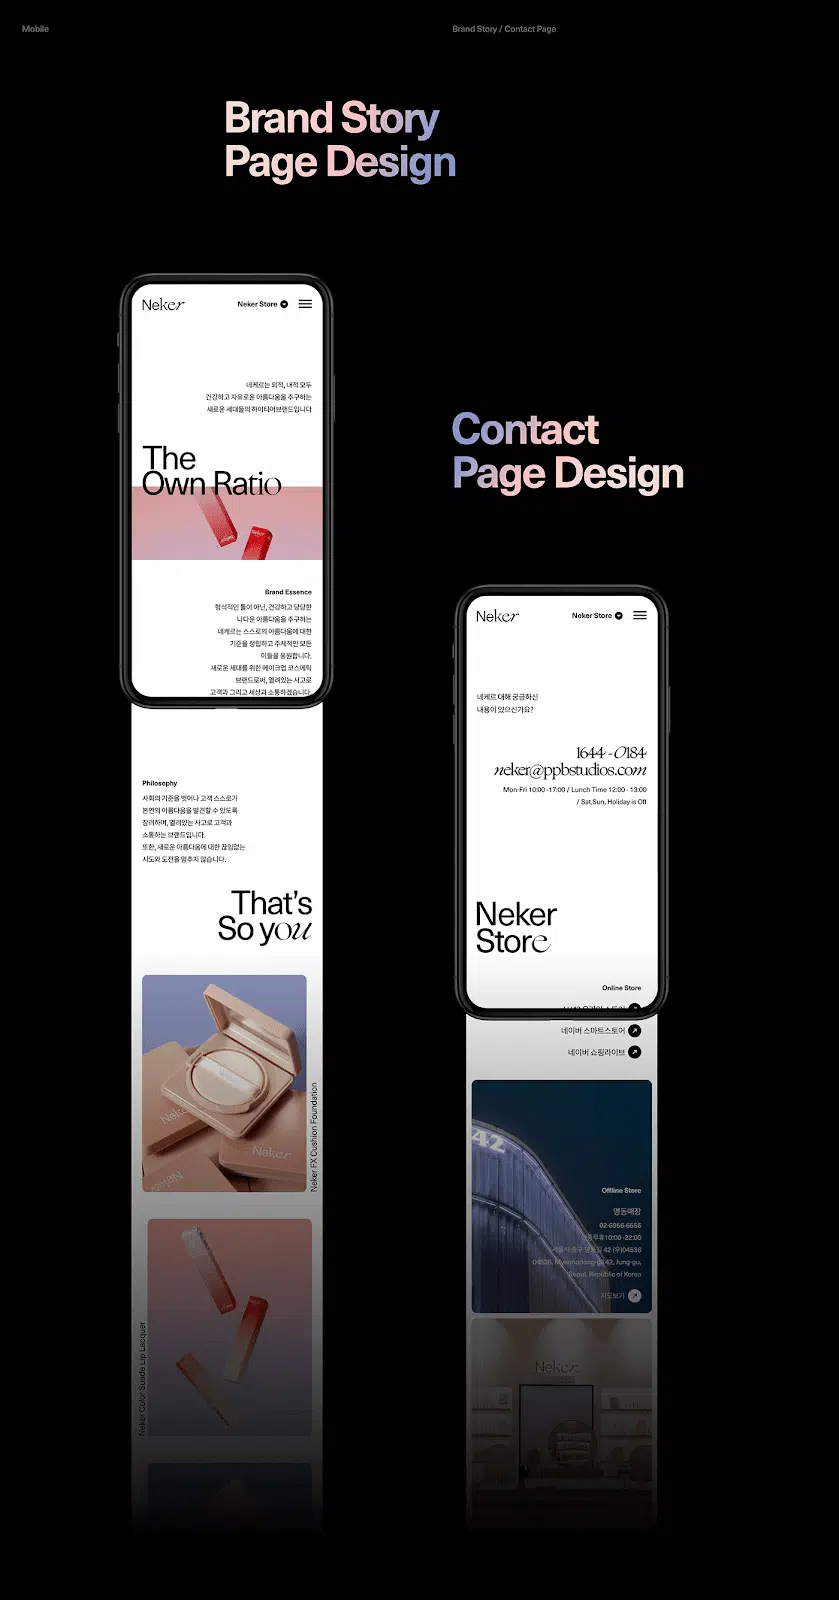 Mobile
Brand Story / Contact Page
Brand Story
Page Design
Neker
Neker Store
네케르는 외적, 내적 모두
건강하고 자유로운 아름다움을 추구하는
새로운 세대들의 하이티어브랜드입니다
The
Own Ratio
Neker
Brand Essence
형식적인 틀이 아닌, 건강하고 당당한
나다운 아름다움을 추구하는
네케르는 스스로의 아름다움에 대한
기준을 정립하고 주체적인 모든
이들을 응원합니다.
새로운 세대를 위한 메이크업 코스메틱
브랜드로써, 열려있는 사고로
고객과 그리고 세상과 소통하겠습니다.
Philosophy
사회의 기준을 벗어나 고객 스스로가
본연의 아름다움을 발견할 수 있도록
장려하며, 열려있는 사고로 고객과
소통하는 브랜드입니다.
또한, 새로운 아름다움에 대한 끊임없는
시도와 도전을 멈추지 않습니다.
That's
So you
Neker
Neker
Neker
Neker FX Cushion Foundation
Neker Color Suade Lip Lacquer
Contact
Page Design
Neker
Neker Store
네케르 대해 궁금하신
내용이 있으신가요?
1644-0184
neker@ppbstudios.com
Mon-Fri 10:00 -17:00 / Lunch Time 12:00 - 13:00
/ Sat,Sun, Holiday is Off
Neker
Store
Online Store
네이버 스마트스토어
네이버 쇼핑라이브
42
Offline Store
명동매장
02-6956-6556
10:00 -22:00
서울시 중구 명동길 42 (우)04536
04536, Myeongdong-gil 42, Jung-gu,
Seoul, Republic of Korea
지도보기
Neker